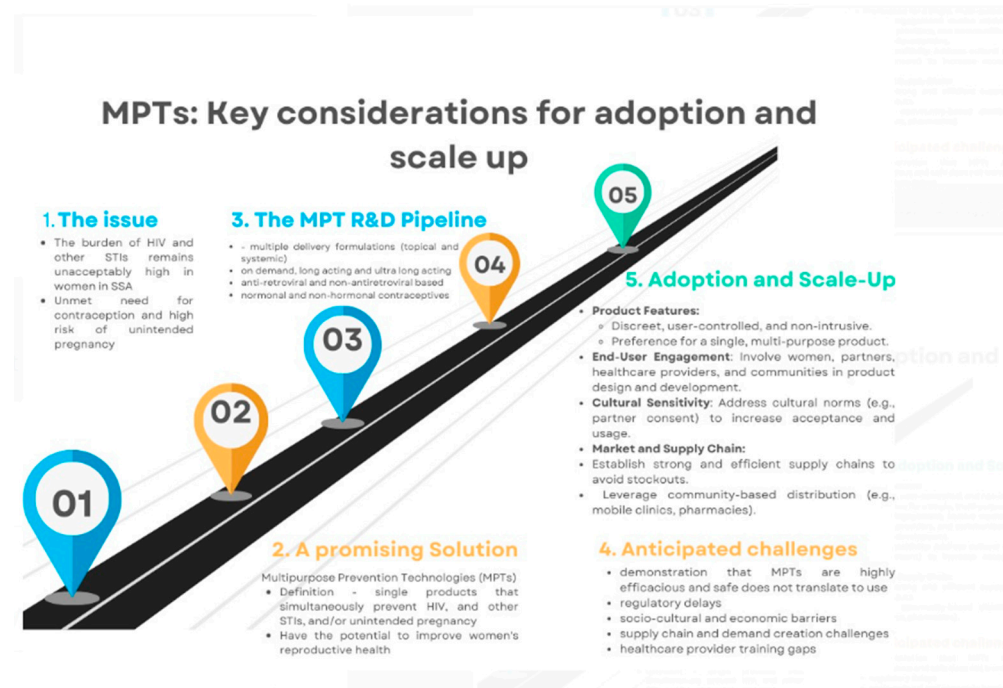 MPTs: Key considerations for adoption and
scale up
1. The issue
• The burden of HIV and
other STIs remains
unacceptably high in
women in SSA
• Unmet need for
contraception and high
risk of unintended
pregnancy
3. The MPT R&D Pipeline
• - multiple delivery formulations (topical and
systemic)
• on demand, long acting and ultra long acting
• anti-retroviral and non-antiretroviral based
• normonal and non-hormonal contraceptives
05
04
03
02
01
5. Adoption and Scale-Up
• Product Features:
◦ Discreet, user-controlled, and non-intrusive.
◦ Preference for a single, multi-purpose product.
• End-User Engagement: Involve women, partners,
healthcare providers, and communities in product
design and development.
• Cultural Sensitivity: Address cultural norms (e.g.,
partner consent) to increase acceptance and
usage.
• Market and Supply Chain:
• Establish strong and efficient supply chains to
avoid stockouts.
• Leverage community-based distribution (e.g.,
mobile clinics, pharmacies).
2. A promising Solution
Multipurpose Prevention Technologies (MPTs)
• Definition - single products that
simultaneously prevent HIV, and other
STIs, and/or unintended pregnancy
• Have the potential to improve women's
reproductive health
4. Anticipated challenges
• demonstration that MPTs are highly
efficacious and safe does not translate to use
• regulatory delays
• socio-cultural and economic barriers
• supply chain and demand creation challenges
• healthcare provider training gaps